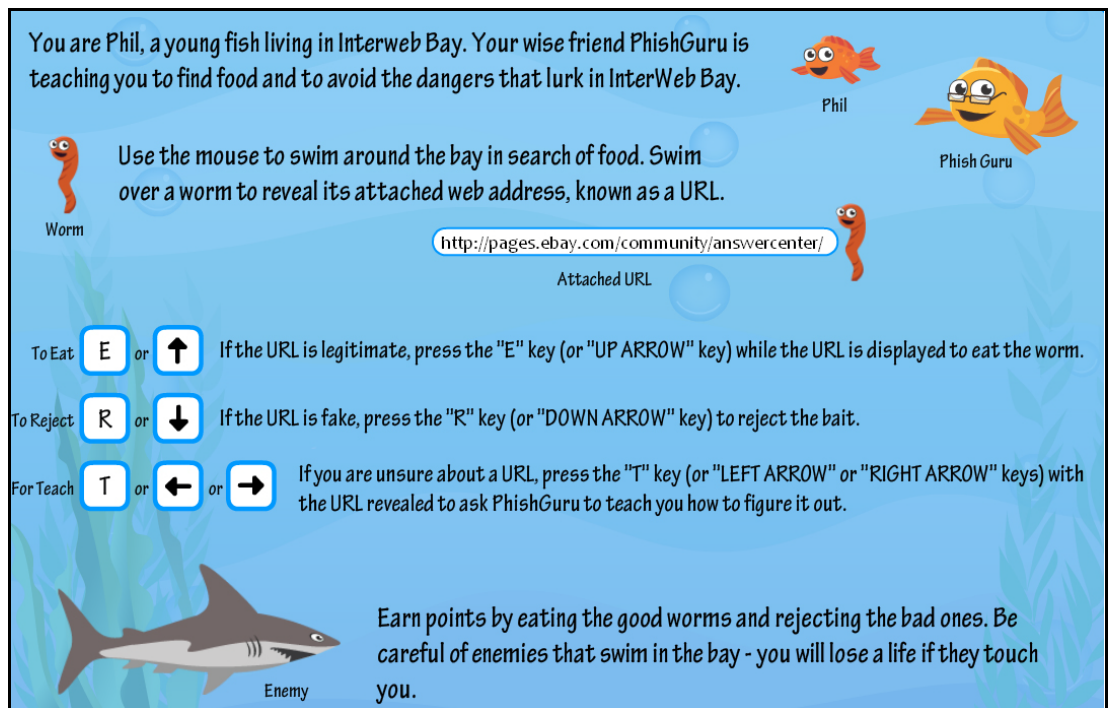 You are Phil, a young fish living in Interweb Bay. Your wise friend PhishGuru is
teaching you to find food and to avoid the dangers that lurk in InterWeb Bay.
Phil
Phish Guru
Use the mouse to swim around the bay in search of food. Swim
over a worm to reveal its attached web address, known as a URL.
Worm
http://pages.ebay.com/community/answercenter/
Attached URL
To Eat E or ↑ If the URL is legitimate, press the "E" key (or "UP ARROW" key) while the URL is displayed to eat the worm.
To Reject R or ↓ If the URL is fake, press the "R" key (or "DOWN ARROW" key) to reject the bait.
For Teach T or ← or → If you are unsure about a URL, press the "T" key (or "LEFT ARROW" or "RIGHT ARROW" keys) with
the URL revealed to ask PhishGuru to teach you how to figure it out.
Earn points by eating the good worms and rejecting the bad ones. Be
careful of enemies that swim in the bay - you will lose a life if they touch
you.
Enemy